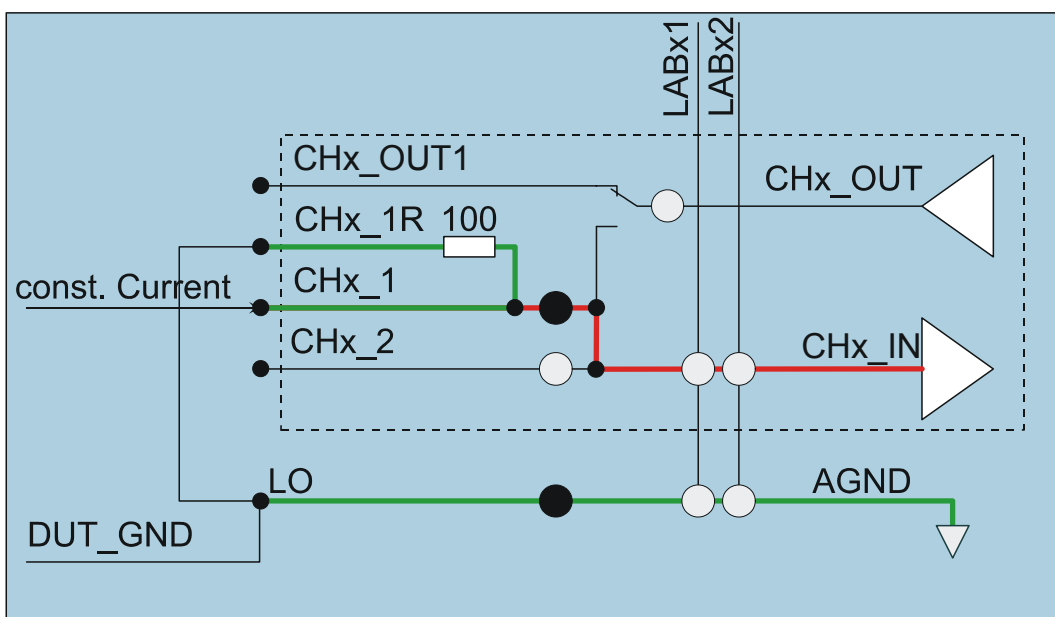 LABx1
LABx2
CHx_OUT1
CHx_OUT
CHx_1R 100
const. Current
CHx_1
CHx_2
CHx_IN
LO
AGND
DUT_GND